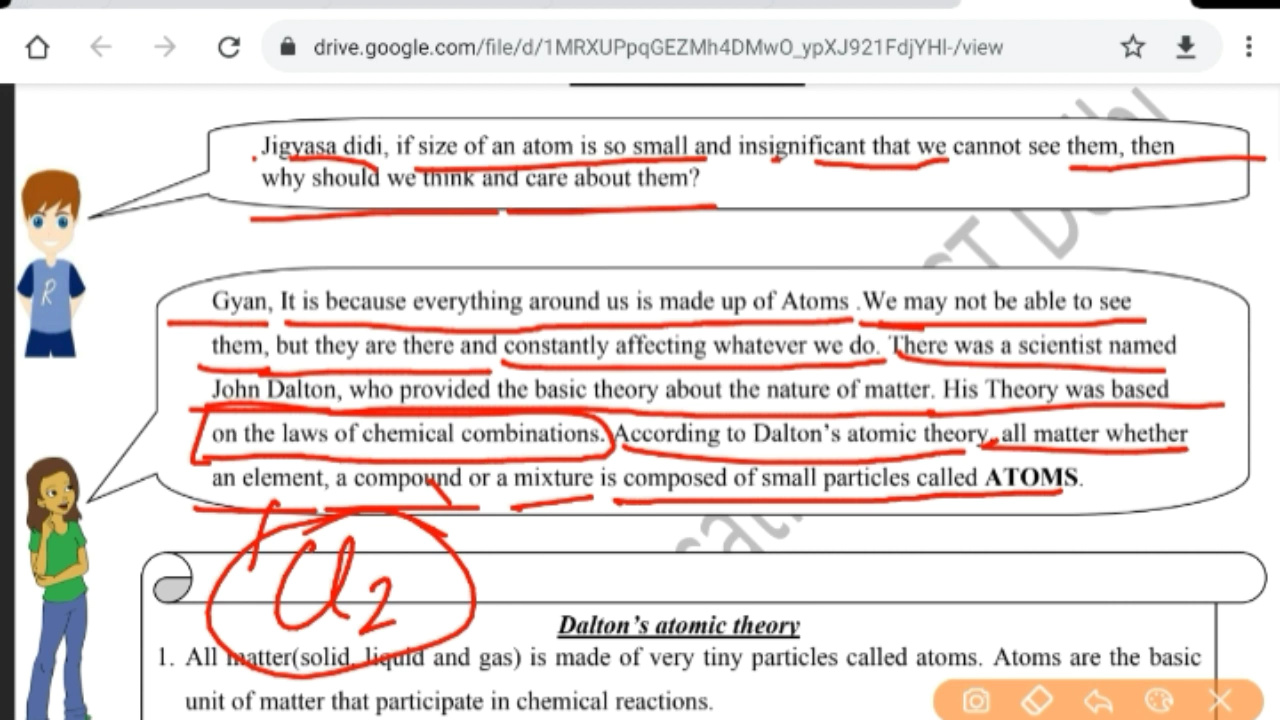 drive.google.com/file/d/1MRXUPpqGEZMh4DMwO_ypXJ921FdjYHI-/view
Jigyasa didi, if size of an atom is so small and insignificant that we cannot see them, then
why should we think and care about them?
R
Gyan, It is because everything around us is made up of Atoms .We may not be able to see
them, but they are there and constantly affecting whatever we do. There was a scientist named
John Dalton, who provided the basic theory about the nature of matter. His Theory was based
on the laws of chemical combinations. According to Dalton's atomic theory, all matter whether
an element, a compound or a mixture is composed of small particles called ATOMS.
Cl2
Dalton's atomic theory
1. All matter(solid, liquid and gas) is made of very tiny particles called atoms. Atoms are the basic
unit of matter that participate in chemical reactions.